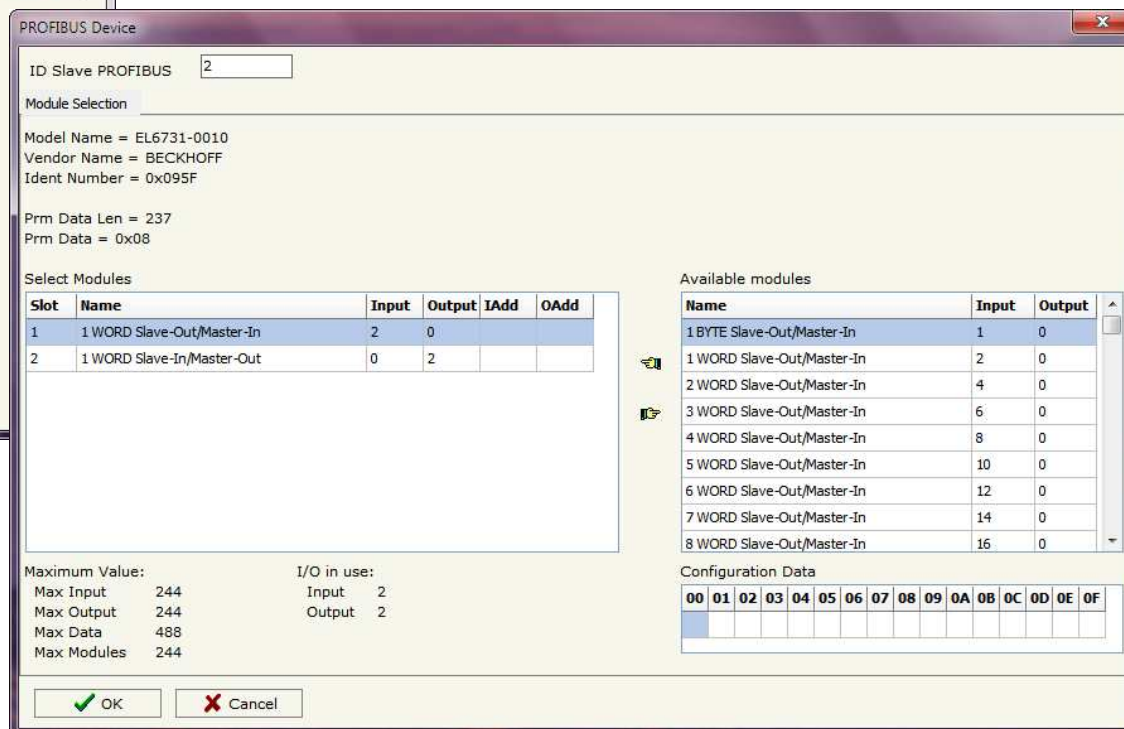 PROFIBUS Device
ID Slave PROFIBUS 2
Module Selection
Model Name = EL6731-0010
Vendor Name = BECKHOFF
Ident Number = 0x095F
Prm Data Len = 237
Prm Data = 0x08
Select Modules
Slot Name Input Output IAdd OAdd
1 1 WORD Slave-Out/Master-In 2 0
2 1 WORD Slave-In/Master-Out 0 2
Available modules
Name Input Output
1 BYTE Slave-Out/Master-In 1 0
1 WORD Slave-Out/Master-In 2 0
2 WORD Slave-Out/Master-In 4 0
3 WORD Slave-Out/Master-In 6 0
4 WORD Slave-Out/Master-In 8 0
5 WORD Slave-Out/Master-In 10 0
6 WORD Slave-Out/Master-In 12 0
7 WORD Slave-Out/Master-In 14 0
8 WORD Slave-Out/Master-In 16 0
Maximum Value:
Max Input 244
Max Output 244
Max Data 488
Max Modules 244
I/O in use:
Input 2
Output 2
Configuration Data
00 01 02 03 04 05 06 07 08 09 0A 0B 0C 0D 0E 0F
OK Cancel